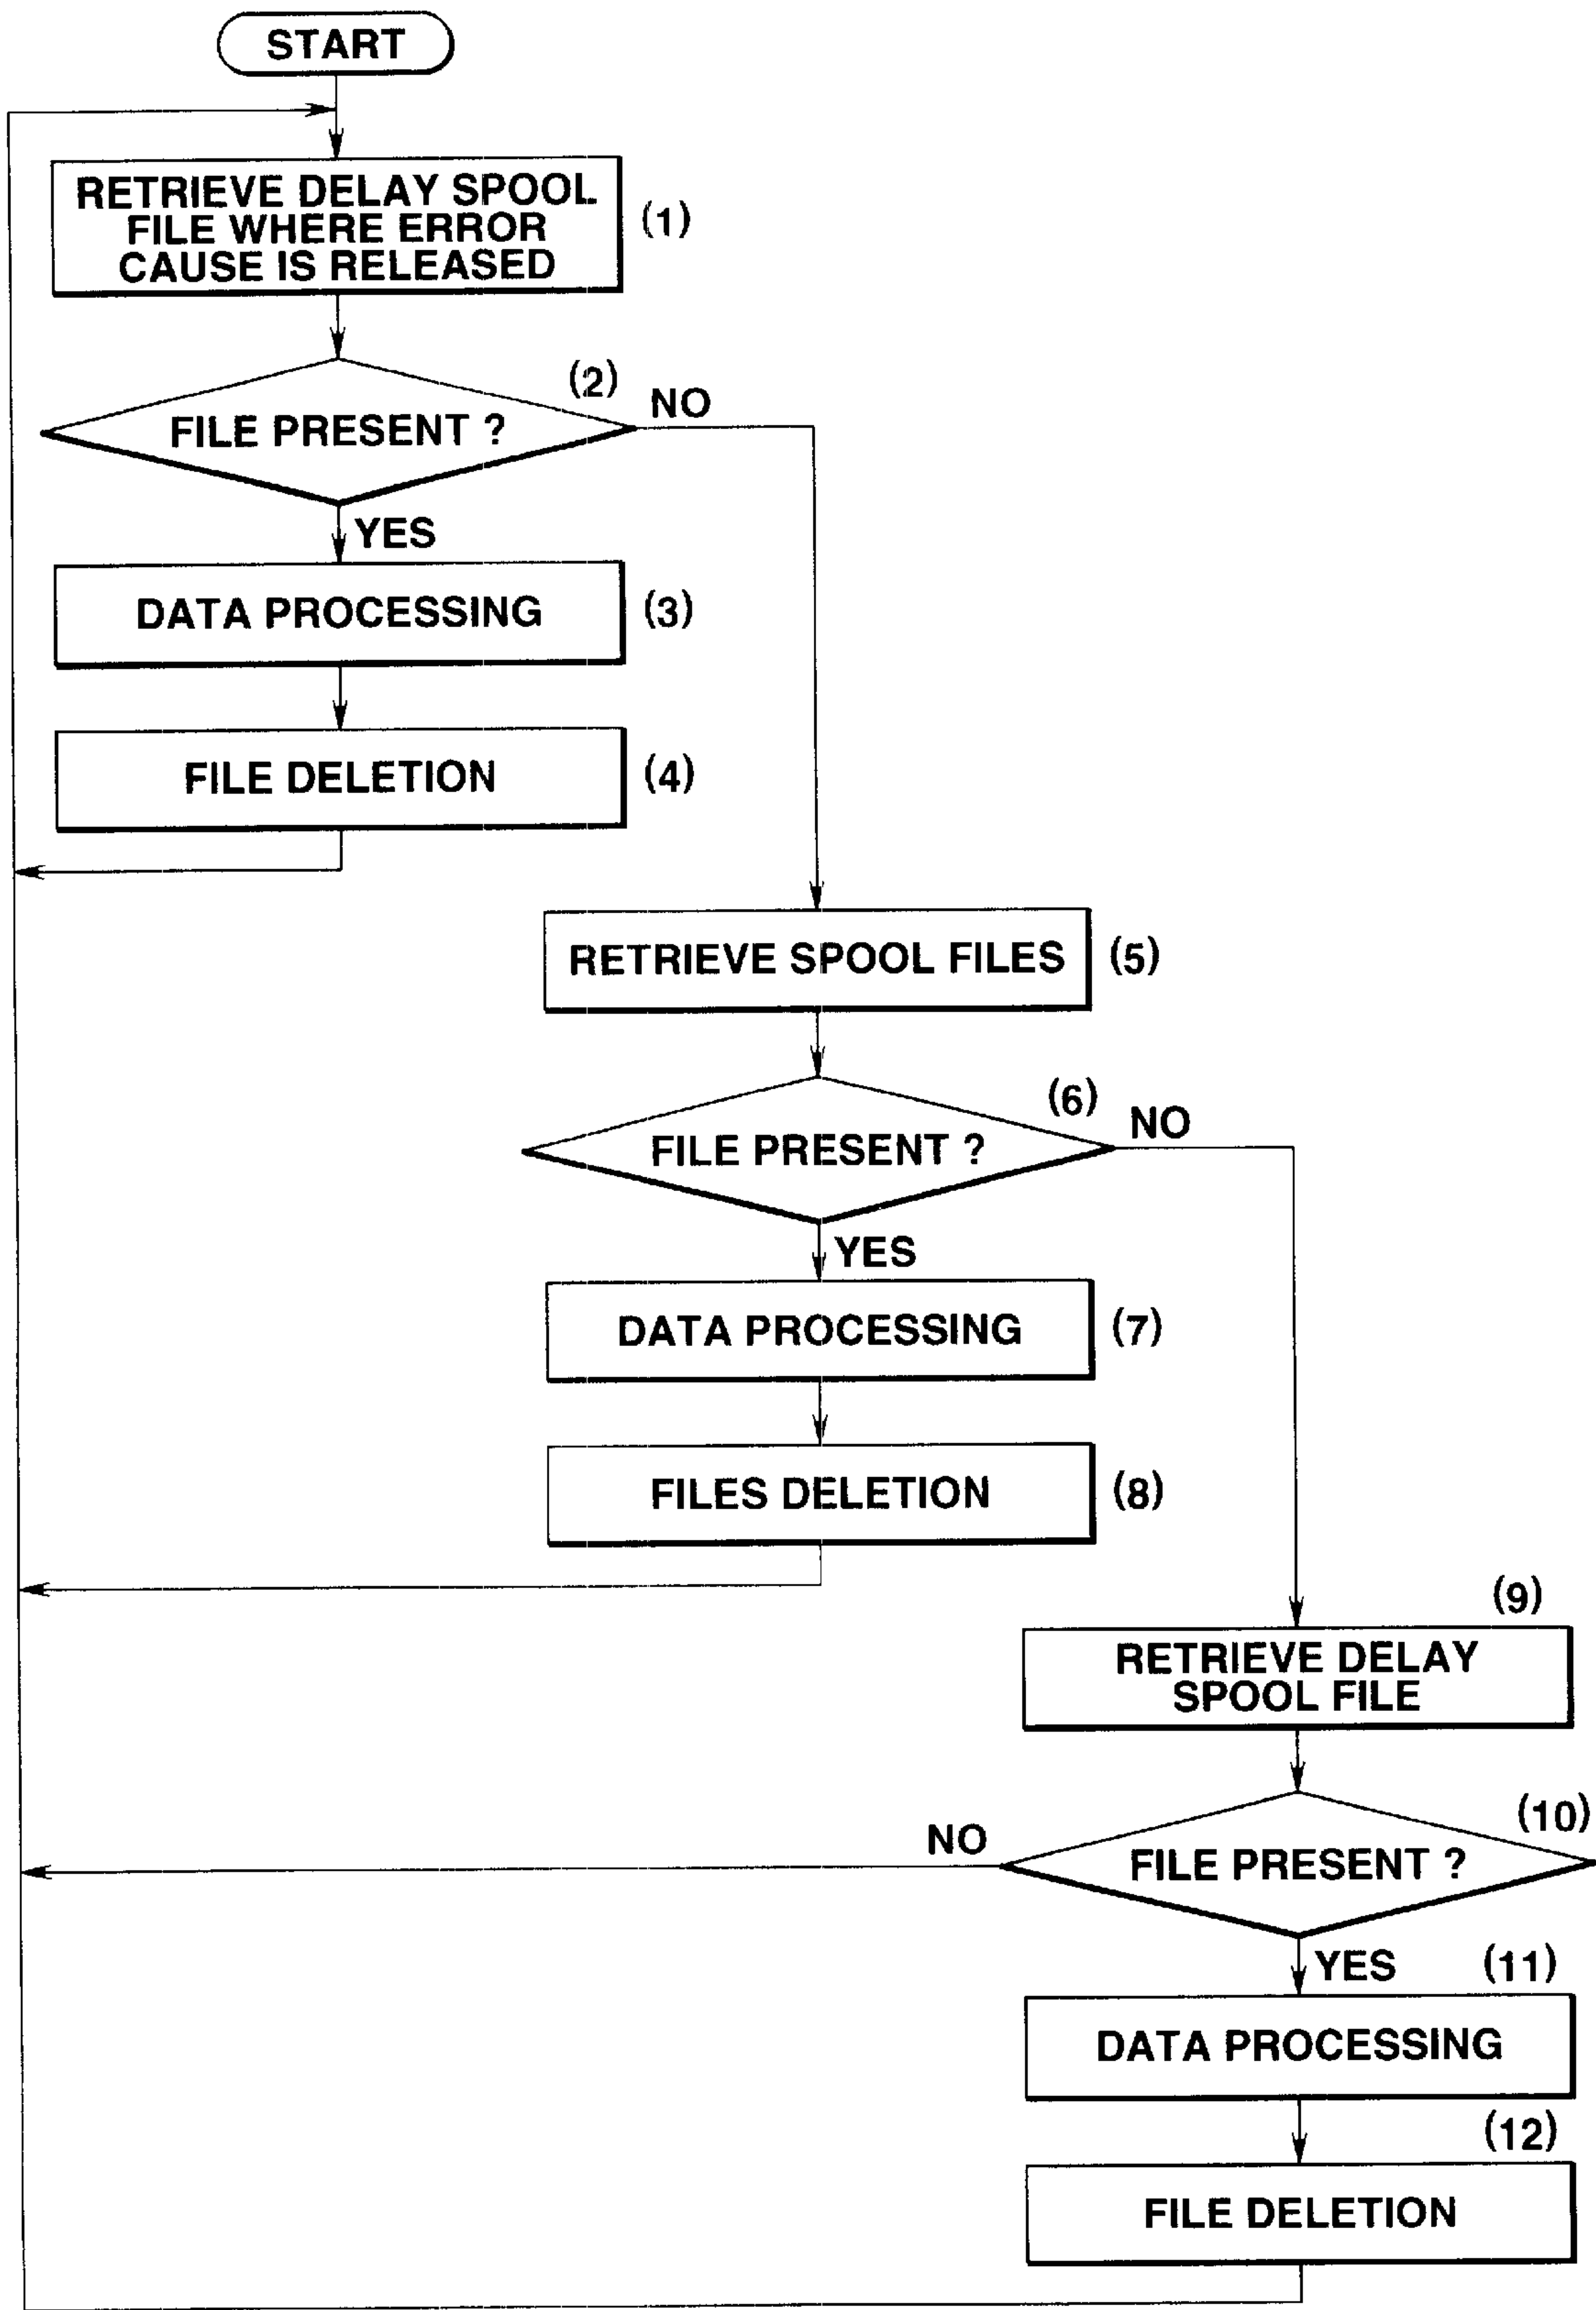 START
RETRIEVE DELAY SPOOL
FILE WHERE ERROR
CAUSE IS RELEASED
(1)
(2)
NO
FILE PRESENT ?
YES
DATA PROCESSING
(3)
FILE DELETION
(4)
RETRIEVE SPOOL FILES
(5)
(6)
NO
FILE PRESENT ?
YES
DATA PROCESSING
(7)
FILES DELETION
(8)
(9)
RETRIEVE DELAY
SPOOL FILE
(10)
NO
FILE PRESENT ?
YES
(11)
DATA PROCESSING
(12)
FILE DELETION